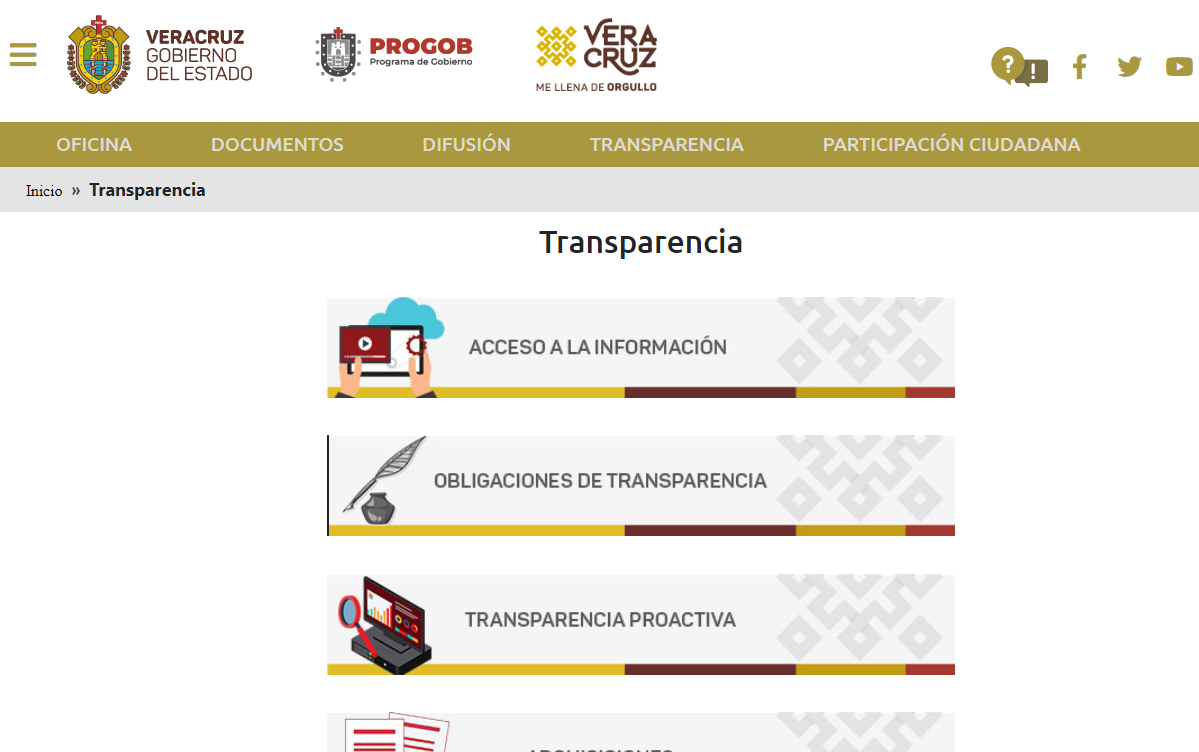 VERACRUZ
GOBIERNO
DEL ESTADO
PROGOB
Programa de Gobierno
VERA
CRUZ
ME LLENA DE ORGULLO
OFICINA DOCUMENTOS DIFUSIÓN TRANSPARENCIA PARTICIPACIÓN CIUDADANA
Inicio » Transparencia
Transparencia
ACCESO A LA INFORMACIÓN
OBLIGACIONES DE TRANSPARENCIA
TRANSPARENCIA PROACTIVA